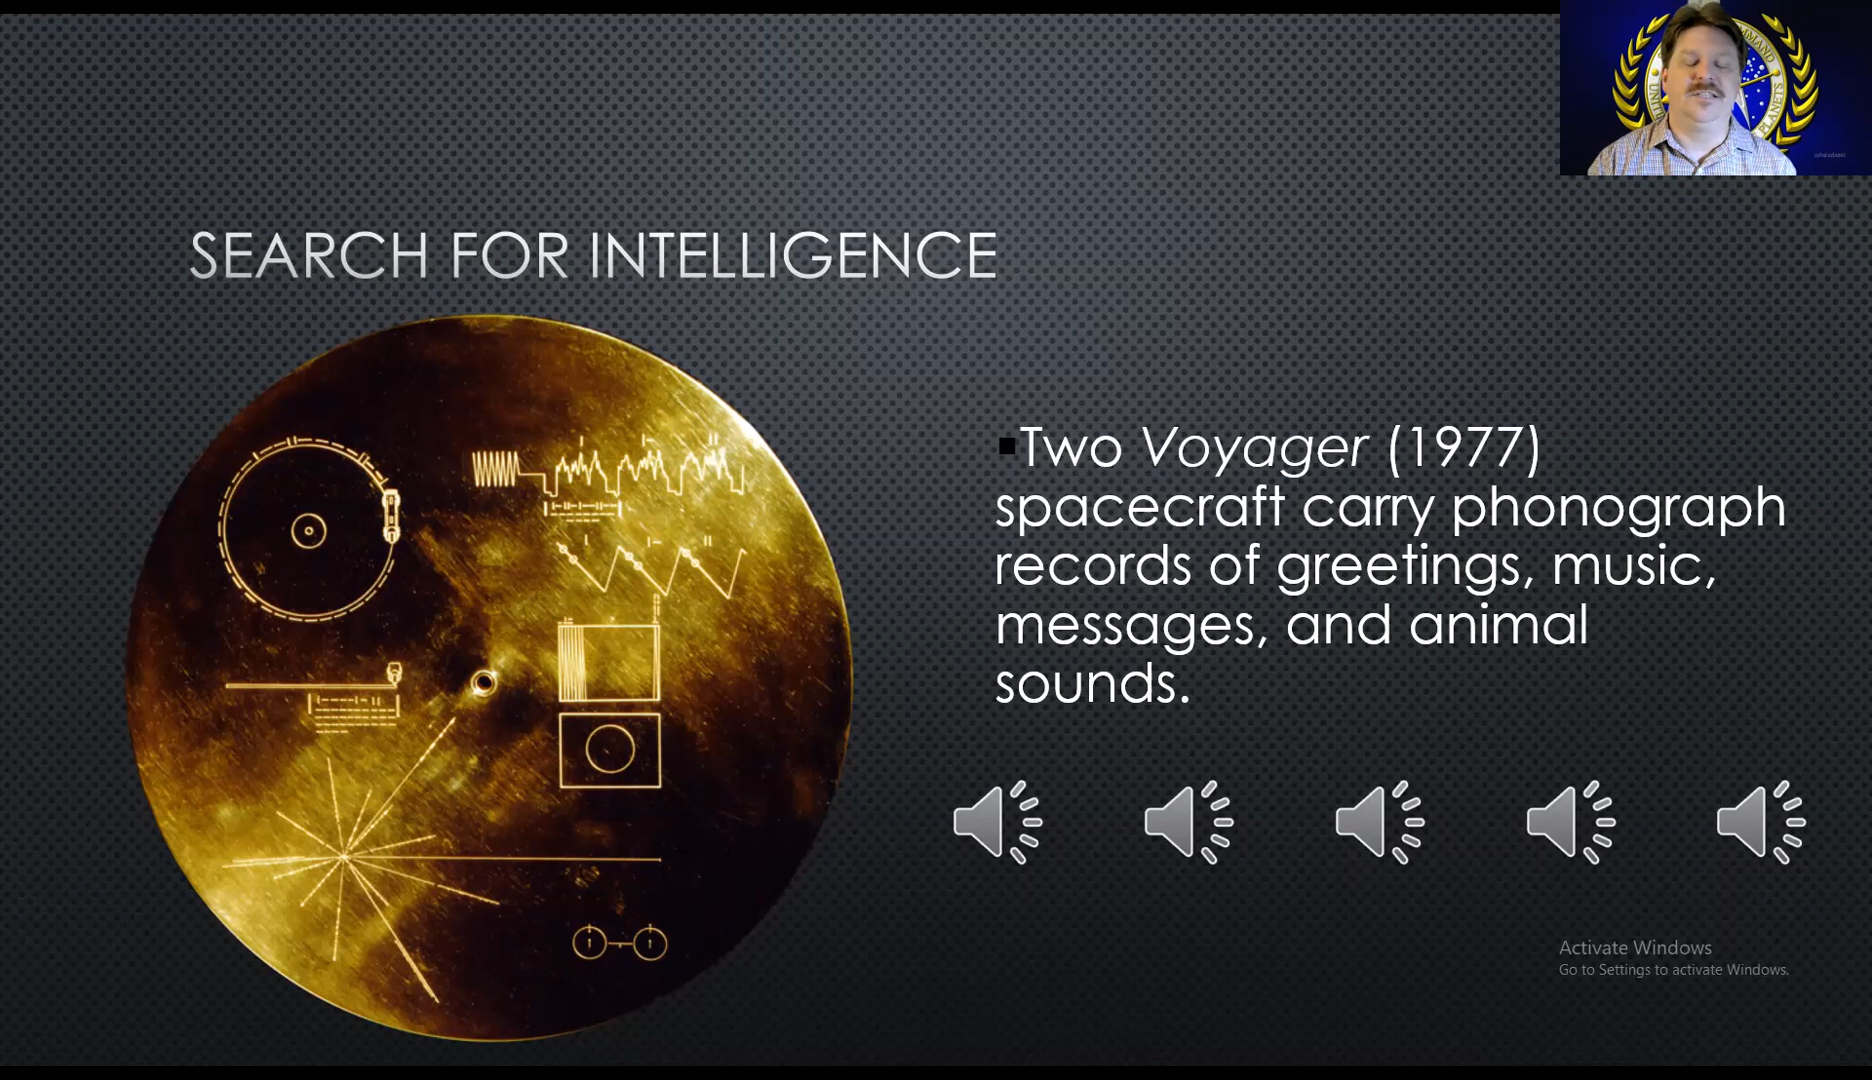 SEARCH FOR INTELLIGENCE
▪Two Voyager (1977)
spacecraft carry phonograph
records of greetings, music,
messages, and animal
sounds.
Activate Windows
Go to Settings to activate Windows.
PLANETS